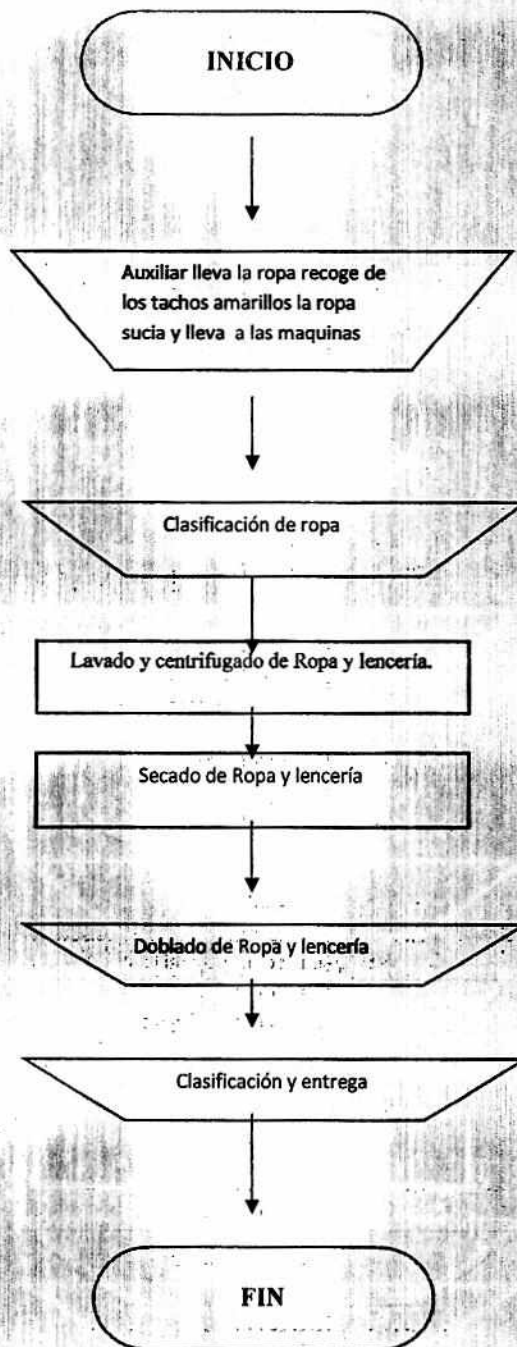 INICIO
Auxiliar lleva la ropa recoge de
los tachos amarillos la ropa
sucia y lleva a las maquinas
Clasificación de ropa
Lavado y centrifugado de Ropa y lencería.
Secado de Ropa y lencería
Doblado de Ropa y lencería
Clasificación y entrega
FIN